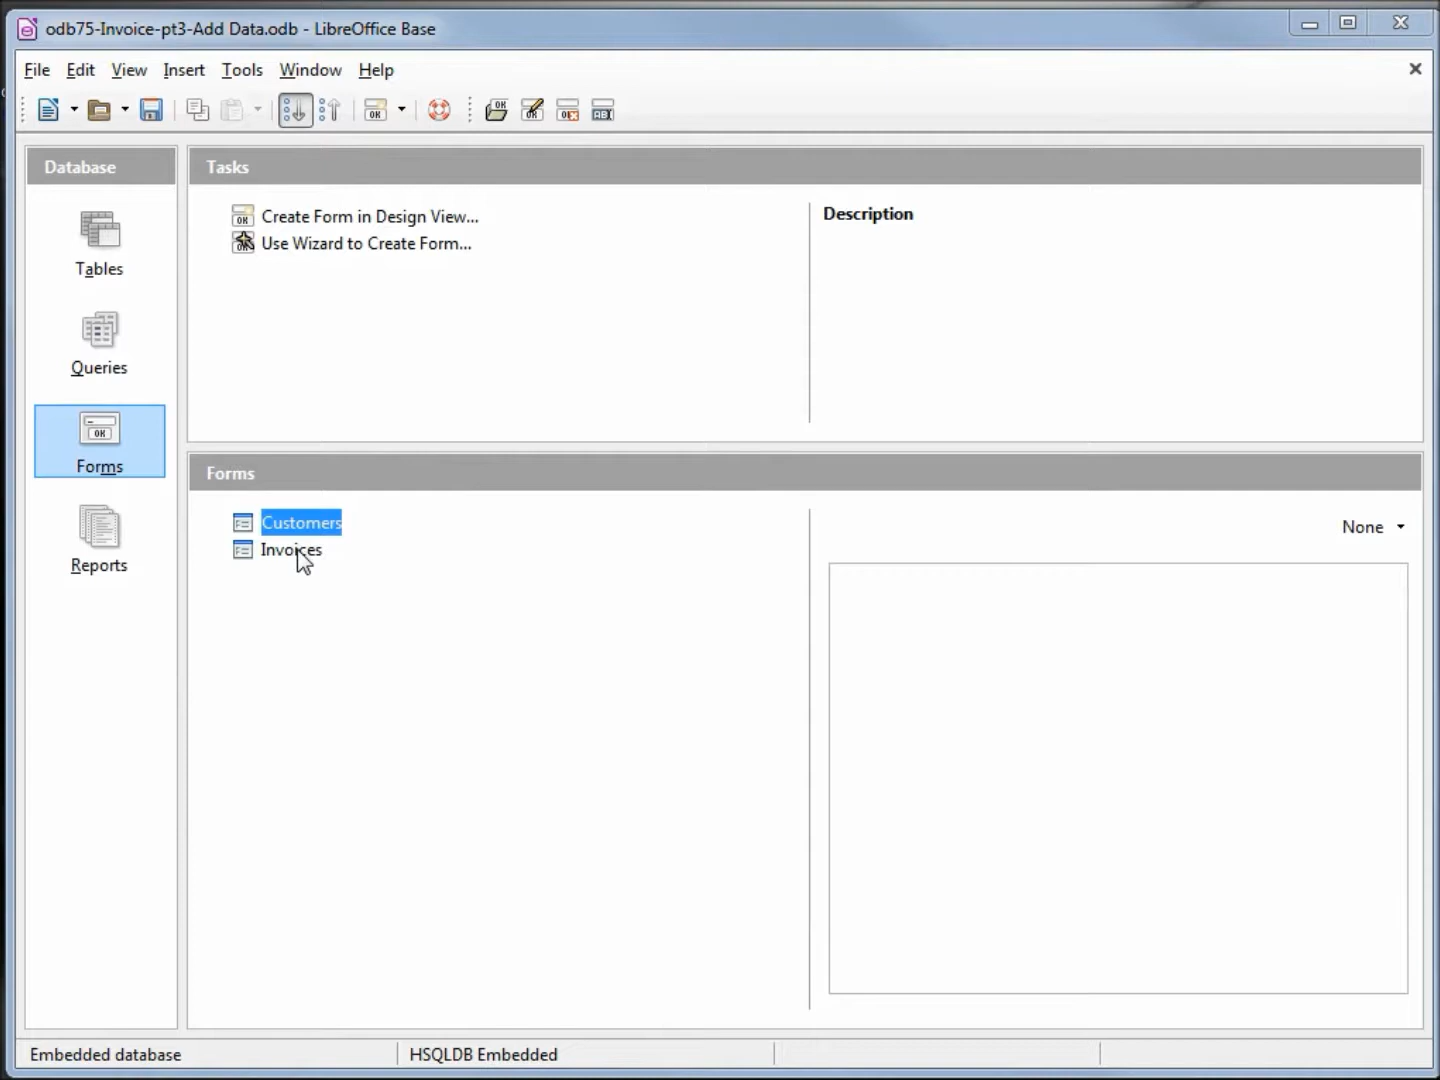 odb75-Invoice-pt3-Add Data.odb - LibreOffice Base
File Edit View Insert Tools Window Help
Database
Tasks
Tables
Queries
Forms
Reports
Create Form in Design View...
Use Wizard to Create Form...
Description
Forms
Customers
Invoices
None
Embedded database
HSQLDB Embedded